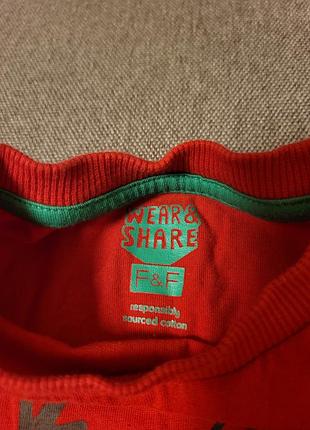 WEAR&
SHARE
F&F
responsibly
sourced cotton